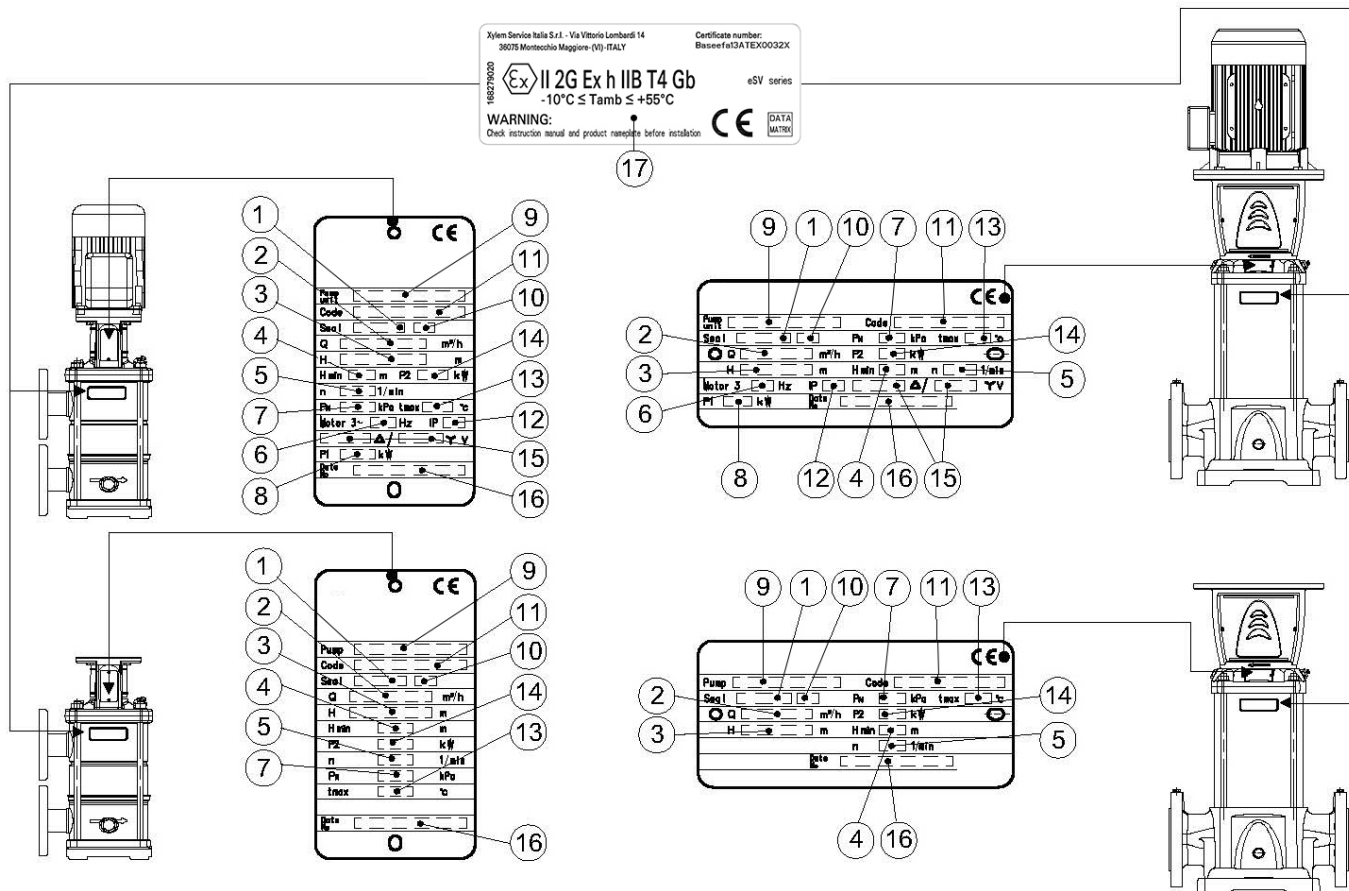 Xylem Service Italia S.r.l. - Via Vittorio Lombardi 14
36075 Montecchio Maggiore- (VI) - ITALY
Certificate number:
Baseefa13ATEX0032X
168279020
Ex II 2G Ex h IIB T4 Gb
eSV series
-10°C ≤ Tamb ≤ +55°C
WARNING:
Check instruction manual and product nameplate before installation
CE
DATA
MATRIX
17
1
2
3
4
5
7
6
8
9
11
10
14
13
12
15
16
CE
Pump
unit
Code
Seal
Q m³/h
H m
Hmin m P2 kW
n 1/min
PN kPa tmax °C
Motor 3~ Hz IP
△/ Y V
P1 kW
Date
No
9
1
10
7
11
13
2
14
3
5
6
8
12
4
16
15
CE
Pump
unit
Code
Seal PN kPa tmax °C
Q m³/h P2 kW
H m Hmin m n 1/min
Motor 3 Hz IP △/ Y V
P1 kW Date
No
1
2
3
4
5
7
9
11
10
14
13
16
CE
Pump
Code
Seal
Q m³/h
H m
Hmin m
P2 kW
n 1/min
PN kPa
tmax °C
Date
No
9
1
10
7
11
13
2
14
3
5
4
16
CE
Pump Code
Seal PN kPa tmax °C
Q m³/h P2 kW
H m Hmin m
n 1/min
Date
No